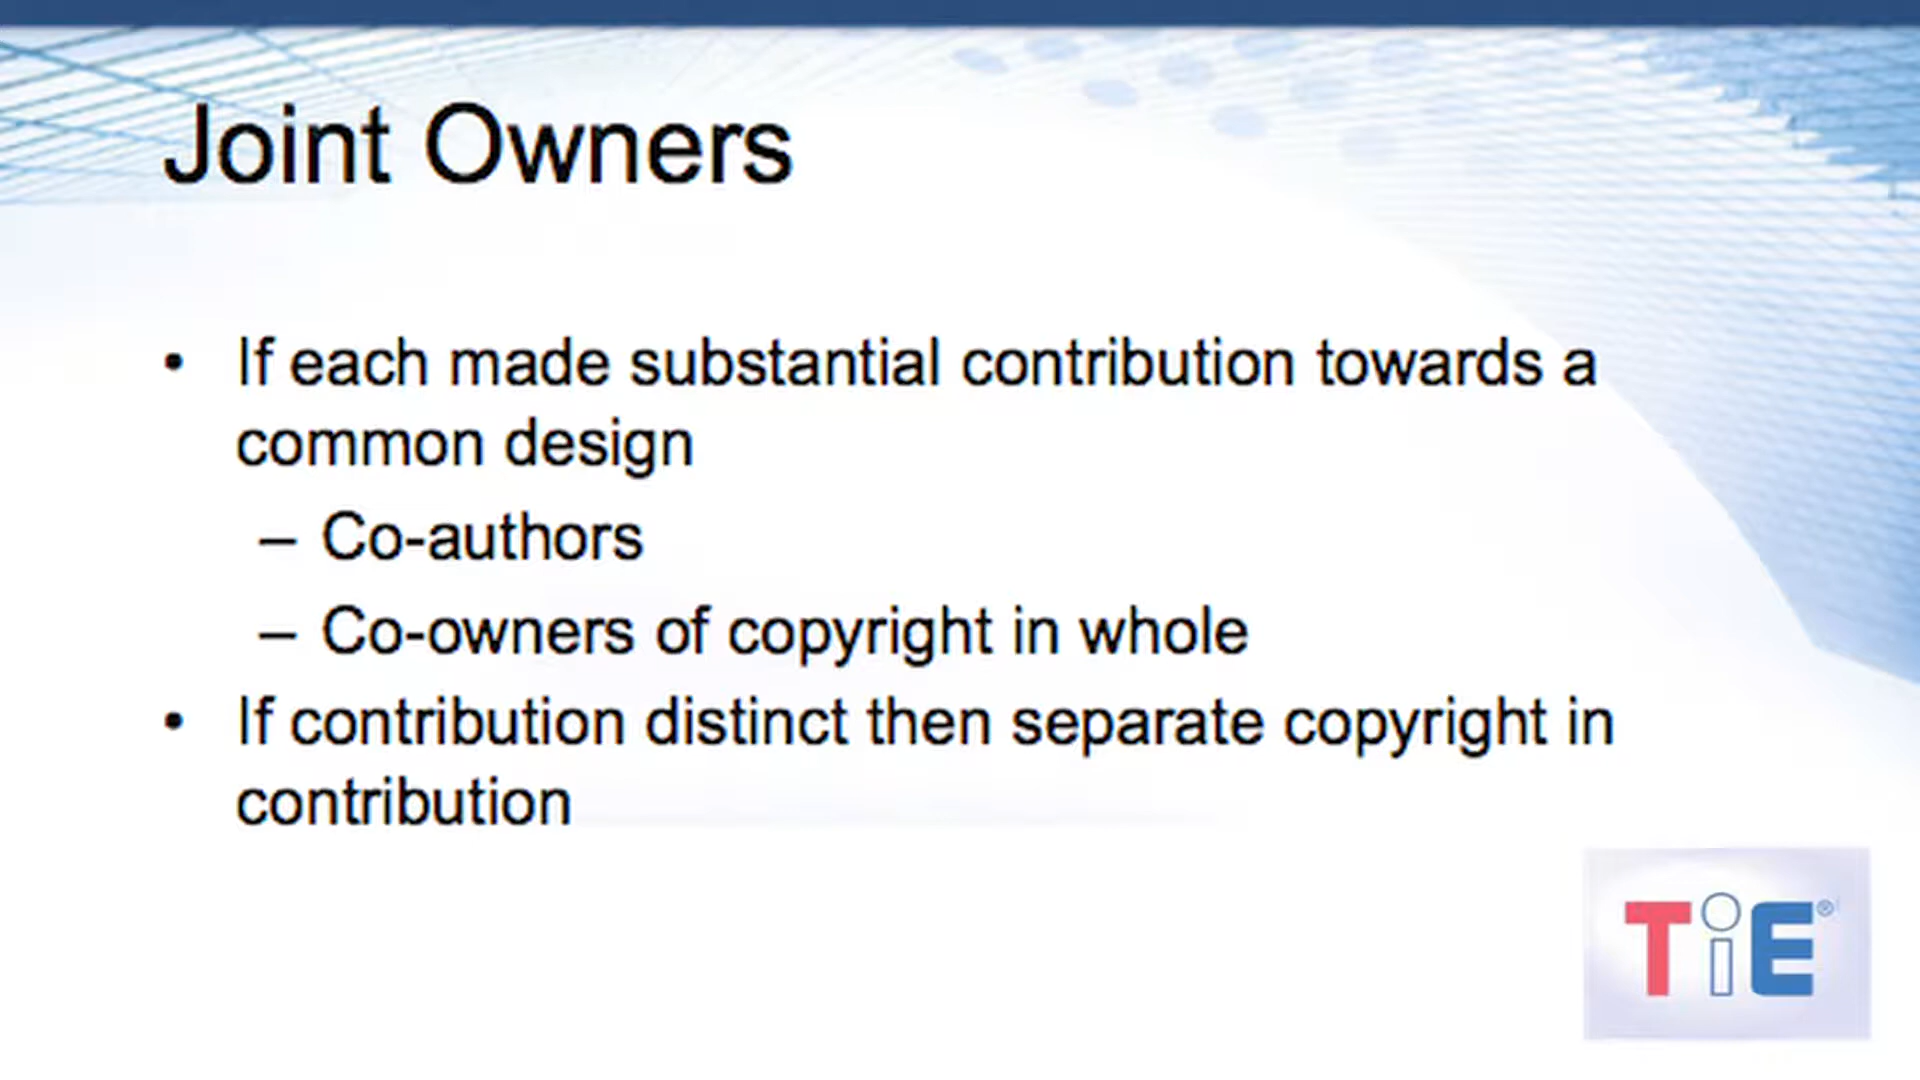 Joint Owners
• If each made substantial contribution towards a
common design
– Co-authors
– Co-owners of copyright in whole
• If contribution distinct then separate copyright in
contribution
TiE®